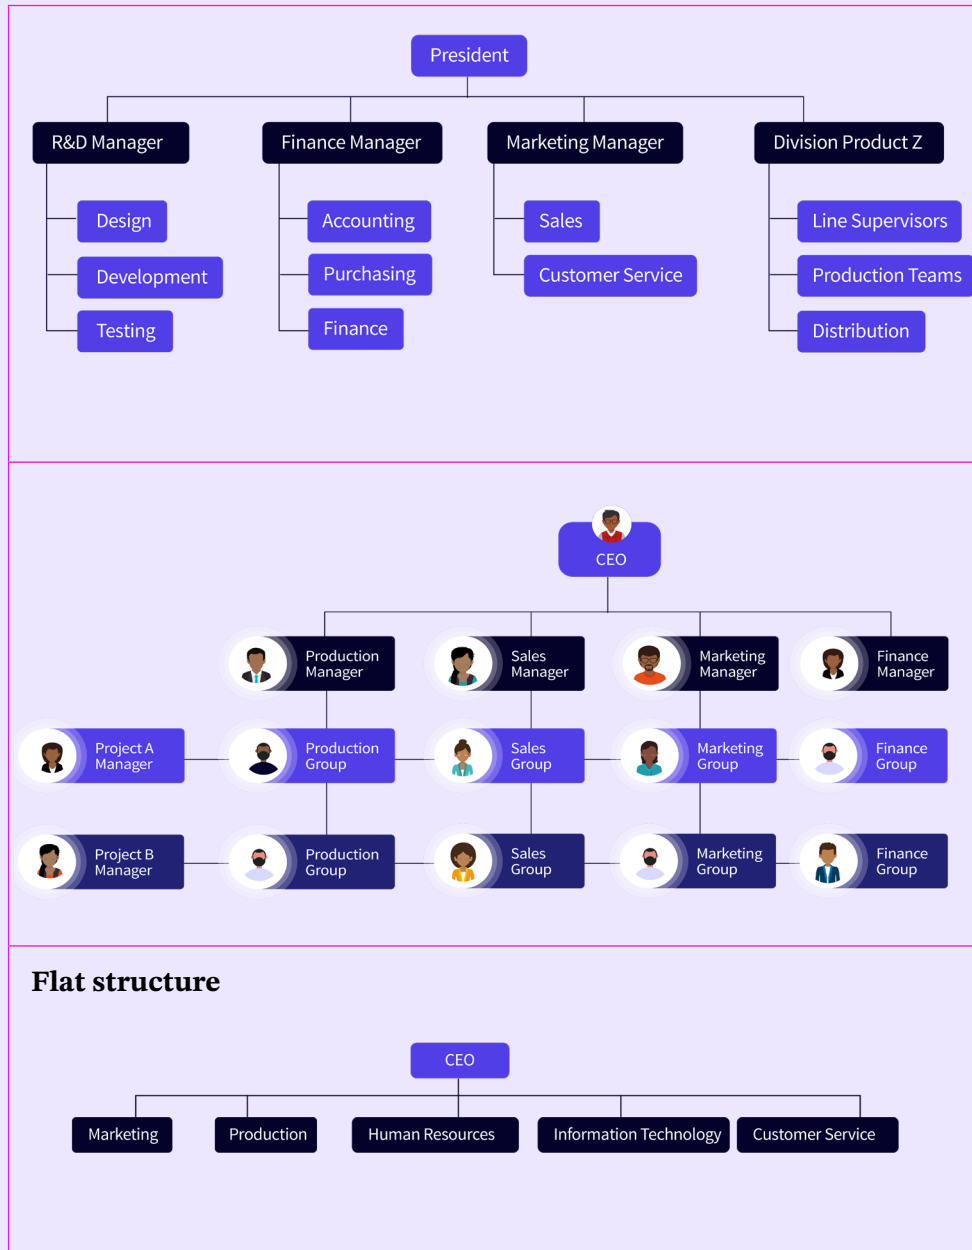 President
R&D Manager
Finance Manager
Marketing Manager
Division Product Z
Design
Accounting
Sales
Line Supervisors
Development
Purchasing
Customer Service
Production Teams
Testing
Finance
Distribution
CEO
Production
Manager
Sales
Manager
Marketing
Manager
Finance
Manager
Project A
Manager
Production
Group
Sales
Group
Marketing
Group
Finance
Group
Project B
Manager
Production
Group
Sales
Group
Marketing
Group
Finance
Group
Flat structure
CEO
Marketing
Production
Human Resources
Information Technology
Customer Service